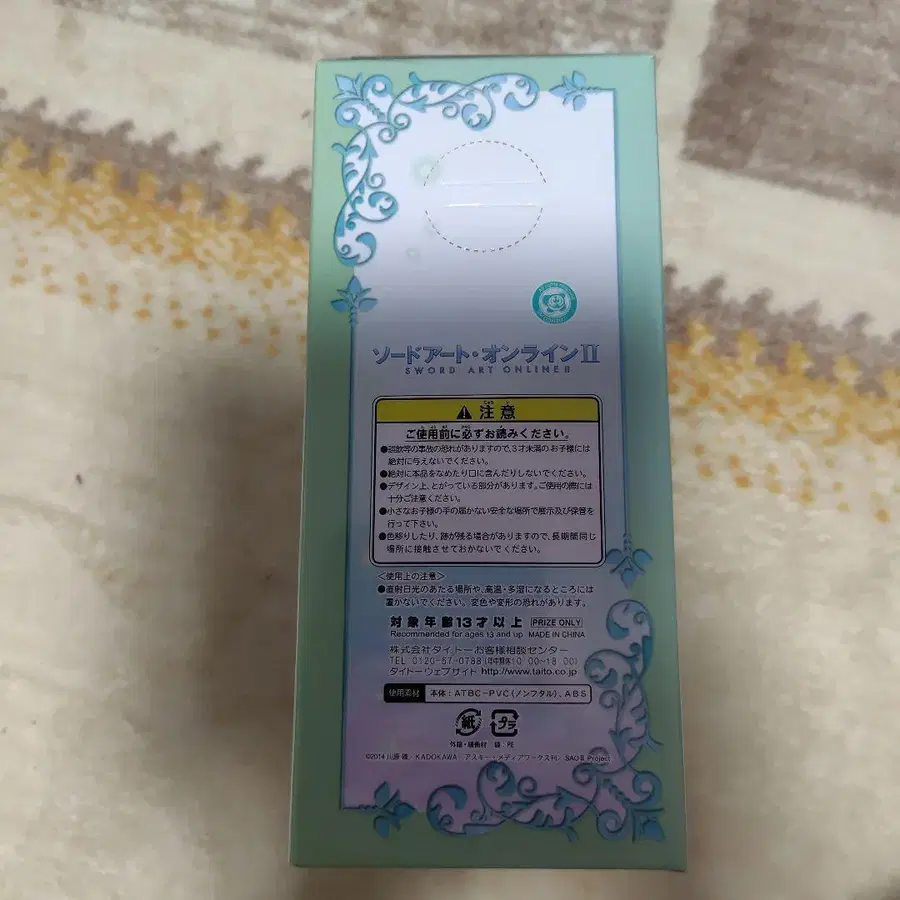 ソードアート・オンラインII
SWORD ART ONLINE II
注意
ご使用前に必ずお読みください。
●誤飲等の事故の恐れがありますので、3才未満のお子様には
絶対に与えないでください。
●絶対に本品をなめたり口に含んだりしないでください。
●デザイン上、とがっている部分があります。ご使用の際には
十分ご注意ください。
●小さなお子様の手の届かない安全な場所で展示及び保管を
行って下さい。
●色移りしたり、跡が残る場合がありますので、長期間同じ
場所に接触させておかないでください。
<使用上の注意>
●直射日光のあたる場所や、高温・多湿になるところには
置かないでください。変色や変形の恐れがあります。
対象年齢13才以上 PRIZE ONLY
Recommended for ages 13 and up MADE IN CHINA
株式会社タイトーお客様相談センター
TEL 0120-57-0788 10:00~18:00)
タイトーウェブサイト http://www.taito.co.jp
使用素材 本体:ATBC-PVC(ノンフタル)、ABS
紙 プラ
外箱・緩衝材 袋:PE
©2014 川原 礫/KADOKAWA アスキー・メディアワークス刊/SAOⅡ Project